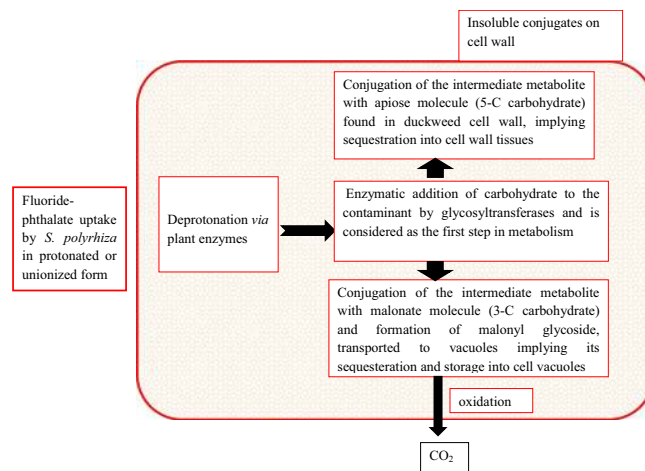 Insoluble conjugates on
cell wall
Conjugation of the intermediate metabolite
with apiose molecule (5-C carbohydrate)
found in duckweed cell wall, implying
sequestration into cell wall tissues
Fluoride-
phthalate uptake
by S. polyrhiza
in protonated or
unionized form
Deprotonation via
plant enzymes
Enzymatic addition of carbohydrate to the
contaminant by glycosyltransferases and is
considered as the first step in metabolism
Conjugation of the intermediate metabolite
with malonate molecule (3-C carbohydrate)
and formation of malonyl glycoside,
transported to vacuoles implying its
sequesteration and storage into cell vacuoles
oxidation
CO₂